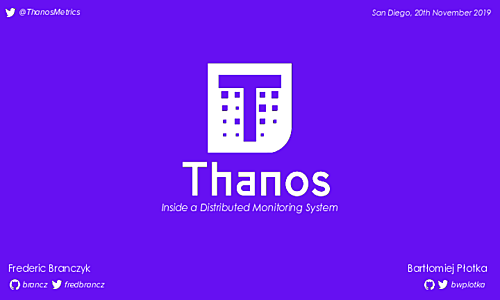 @ThanosMetrics
San Diego, 20th November 2019
T
Thanos
Inside a Distributed Monitoring System
Frederic Branczyk
Bartłomiej Płotka
brancz fredbrancz
bwplotka